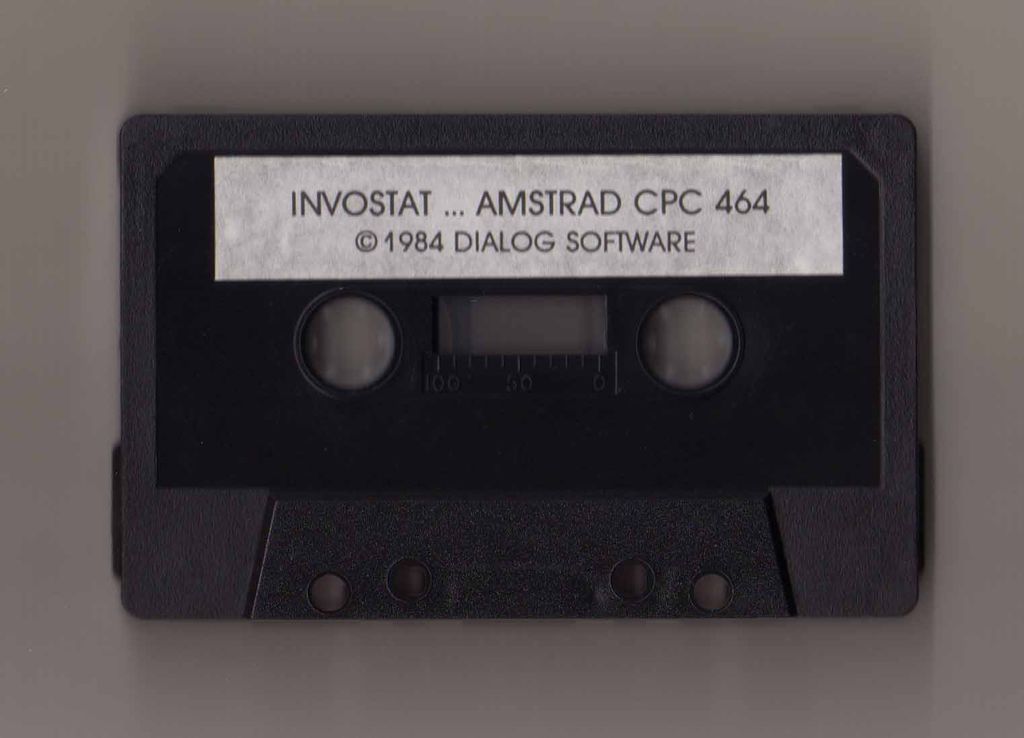 INVOSTAT ... AMSTRAD CPC 464
© 1984 DIALOG SOFTWARE
100 50 0